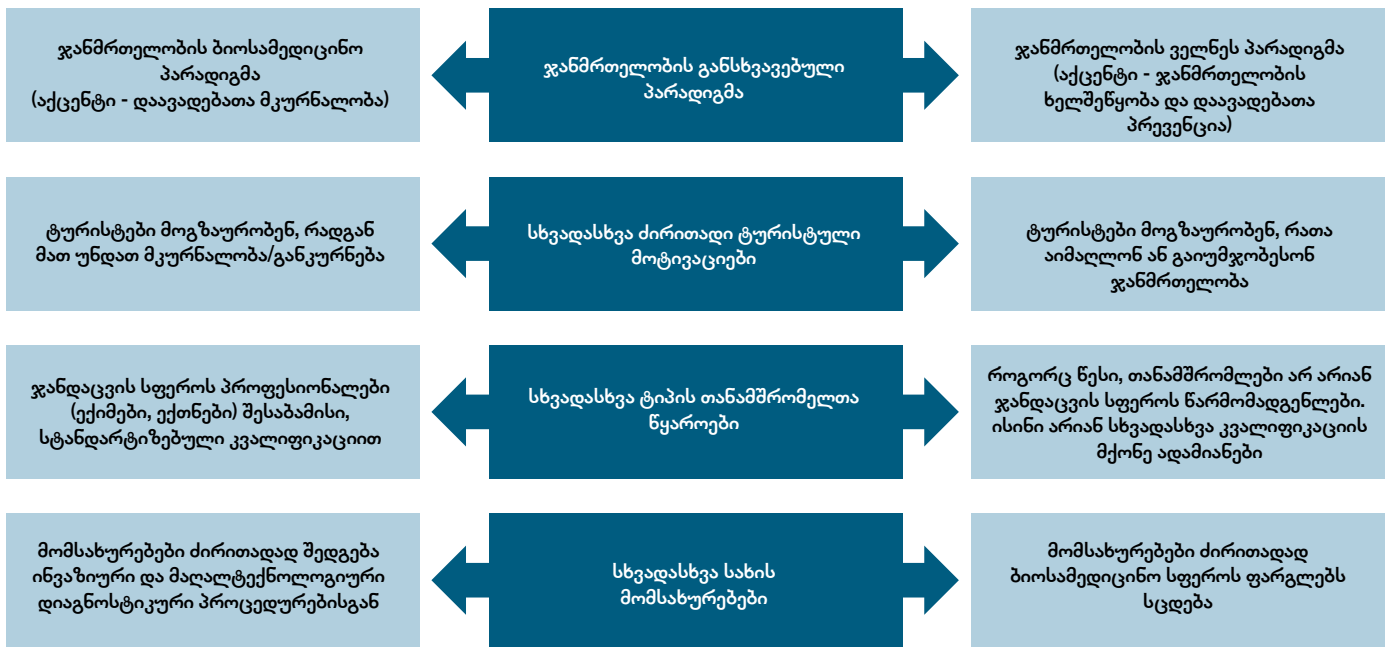 ჯანმრთელობის ბიოსამედიცინო
პარადიგმა
(აქცენტი - დაავადებათა მკურნალობა)
ჯანმრთელობის განსხვავებული
პარადიგმა
ჯანმრთელობის ველნეს პარადიგმა
(აქცენტი - ჯანმრთელობის
ხელშეწყობა და დაავადებათა
პრევენცია)
ტურისტები მოგზაურობენ, რადგან
მათ უნდათ მკურნალობა/განკურნება
სხვადასხვა ძირითადი ტურისტული
მოტივაციები
ტურისტები მოგზაურობენ, რათა
აიმაღლონ ან გაიუმჯობესონ
ჯანმრთელობა
ჯანდაცვის სფეროს პროფესიონალები
(ექიმები, ექთნები) შესაბამისი,
სტანდარტიზებული კვალიფიკაციით
სხვადასხვა ტიპის თანამშრომელთა
წყაროები
როგორც წესი, თანამშრომლები არ არიან
ჯანდაცვის სფეროს წარმომადგენლები.
ისინი არიან სხვადასხვა კვალიფიკაციის
მქონე ადამიანები
მომსახურებები ძირითადად შედგება
ინვაზიური და მაღალტექნოლოგიური
დიაგნოსტიკური პროცედურებისგან
სხვადასხვა სახის
მომსახურებები
მომსახურებები ძირითადად
ბიოსამედიცინო სფეროს ფარგლებს
სცდება